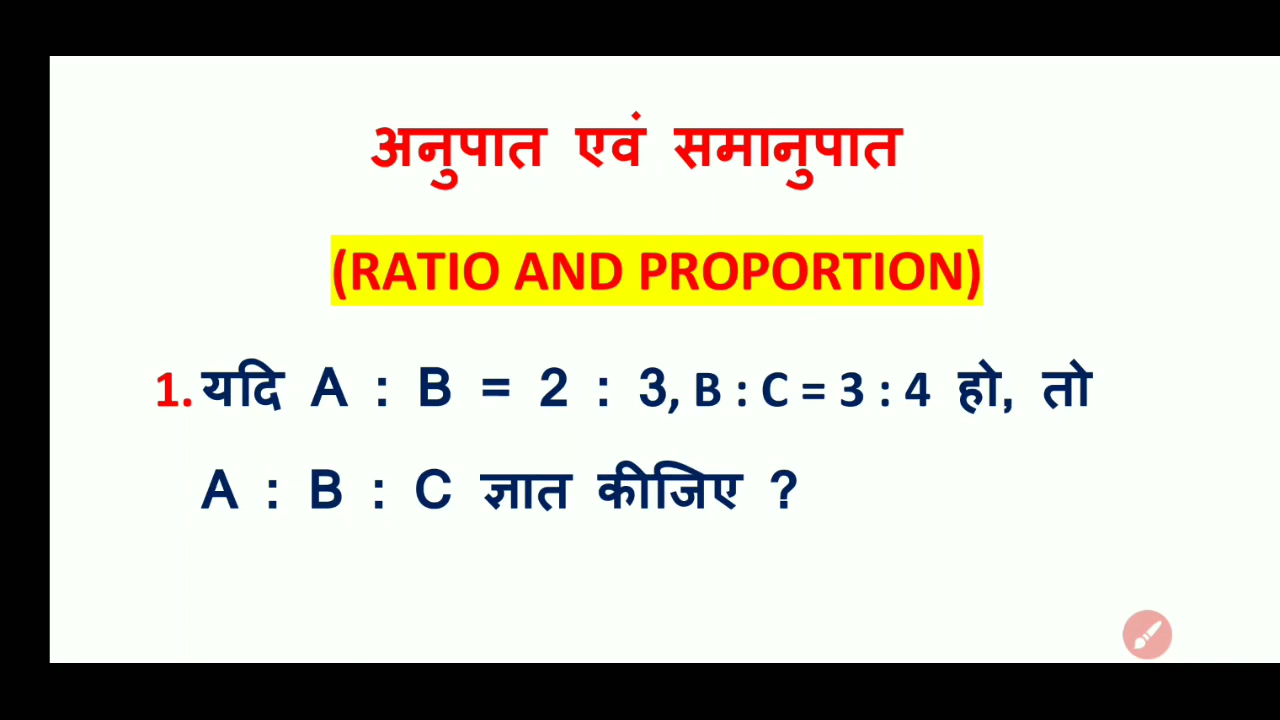 अनुपात एवं समानुपात
(RATIO AND PROPORTION)
1. यदि A : B = 2 : 3, B : C = 3 : 4 हो, तो
A : B : C ज्ञात कीजिए ?